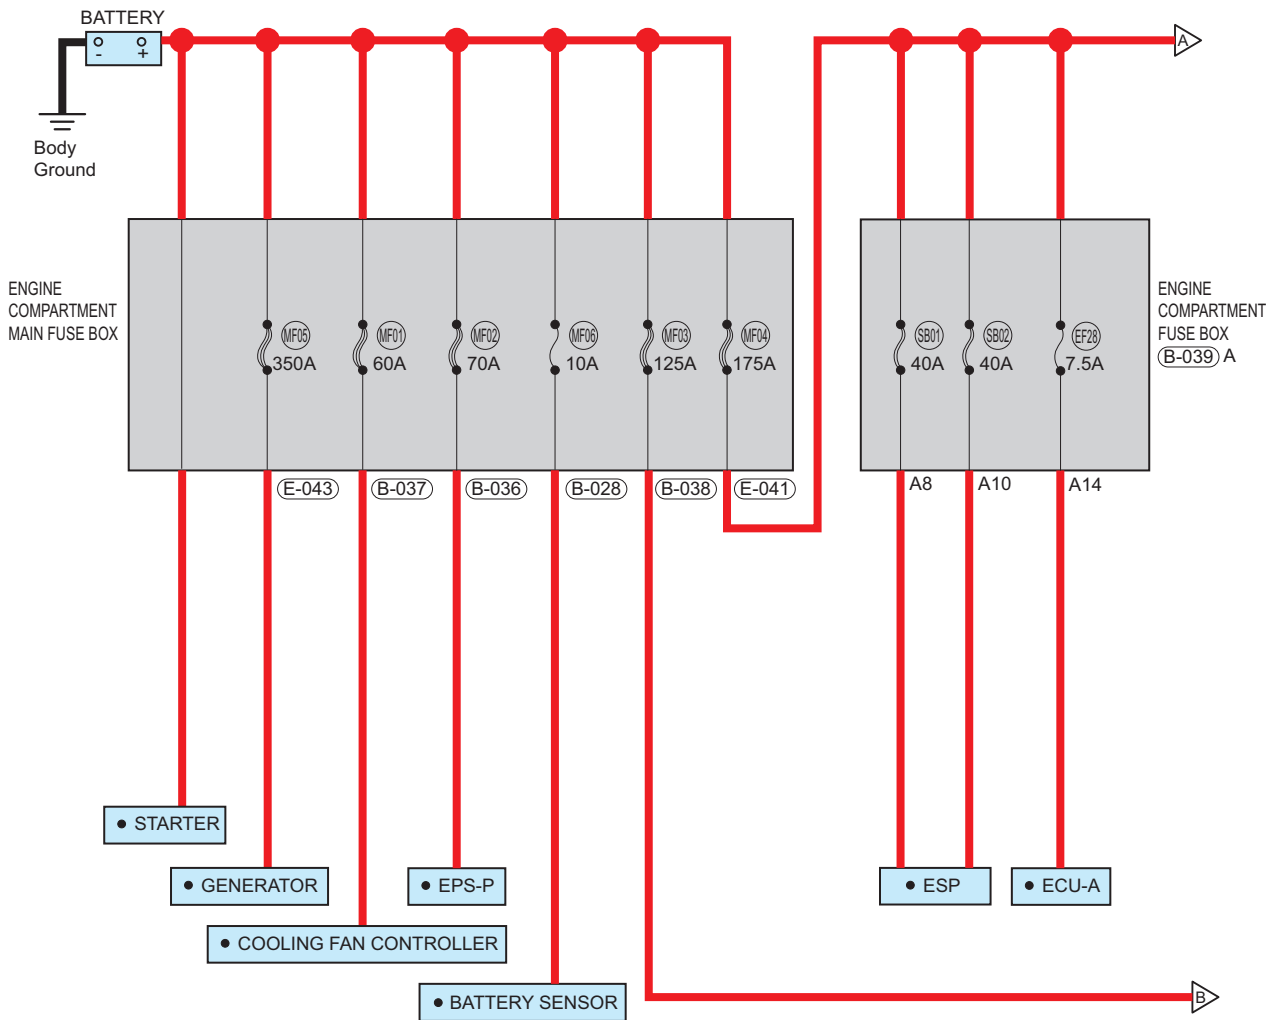 BATTERY
- +
Body
Ground
A
ENGINE
COMPARTMENT
MAIN FUSE BOX
MF05
350A
MF01
60A
MF02
70A
MF06
10A
MF03
125A
MF04
175A
SB01
40A
SB02
40A
EF28
7.5A
ENGINE
COMPARTMENT
FUSE BOX
B-039 A
E-043
B-037
B-036
B-028
B-038
E-041
A8
A10
A14
• STARTER
• GENERATOR
• EPS-P
• ESP
• ECU-A
• COOLING FAN CONTROLLER
• BATTERY SENSOR
B